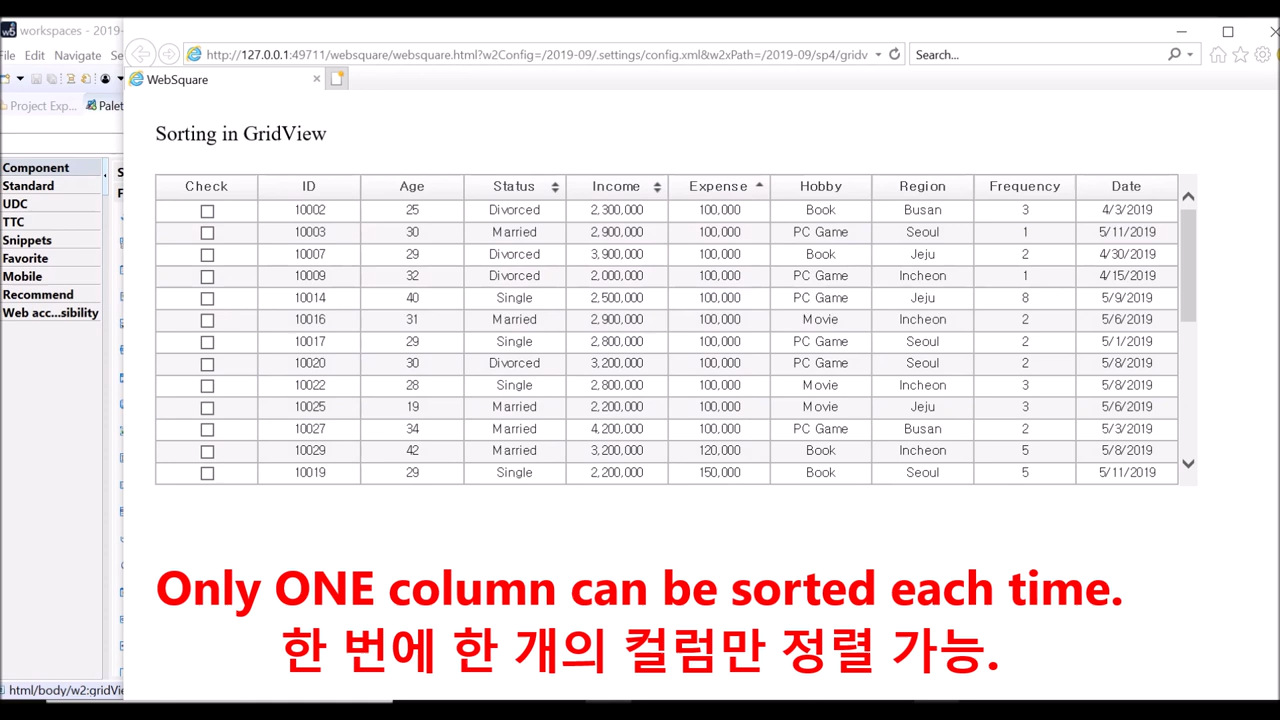 workspaces - 2019-
File Edit Navigate Se
http://127.0.0.1:49711/websquare/websquare.html?w2Config=/2019-09/.settings/config.xml&w2xPath=/2019-09/sp4/gridv
Search...
WebSquare
Project Exp...
Palet
Component
Standard
UDC
TTC
Snippets
Favorite
Mobile
Recommend
Web acc...sibility
Sorting in GridView
Check ID Age Status Income Expense Hobby Region Frequency Date
10002 25 Divorced 2,300,000 100,000 Book Busan 3 4/3/2019
10003 30 Married 2,900,000 100,000 PC Game Seoul 1 5/11/2019
10007 29 Divorced 3,900,000 100,000 Book Jeju 2 4/30/2019
10009 32 Divorced 2,000,000 100,000 PC Game Incheon 1 4/15/2019
10014 40 Single 2,500,000 100,000 PC Game Jeju 8 5/9/2019
10016 31 Married 2,900,000 100,000 Movie Incheon 2 5/6/2019
10017 29 Single 2,800,000 100,000 PC Game Seoul 2 5/1/2019
10020 30 Divorced 3,200,000 100,000 PC Game Seoul 2 5/8/2019
10022 28 Single 2,800,000 100,000 Movie Incheon 3 5/8/2019
10025 19 Married 2,200,000 100,000 Movie Jeju 3 5/6/2019
10027 34 Married 4,200,000 100,000 PC Game Busan 2 5/3/2019
10029 42 Married 3,200,000 120,000 Book Incheon 5 5/8/2019
10019 29 Single 2,200,000 150,000 Book Seoul 5 5/11/2019
Only ONE column can be sorted each time.
한 번에 한 개의 컬럼만 정렬 가능.
html/body/w2:gridVie